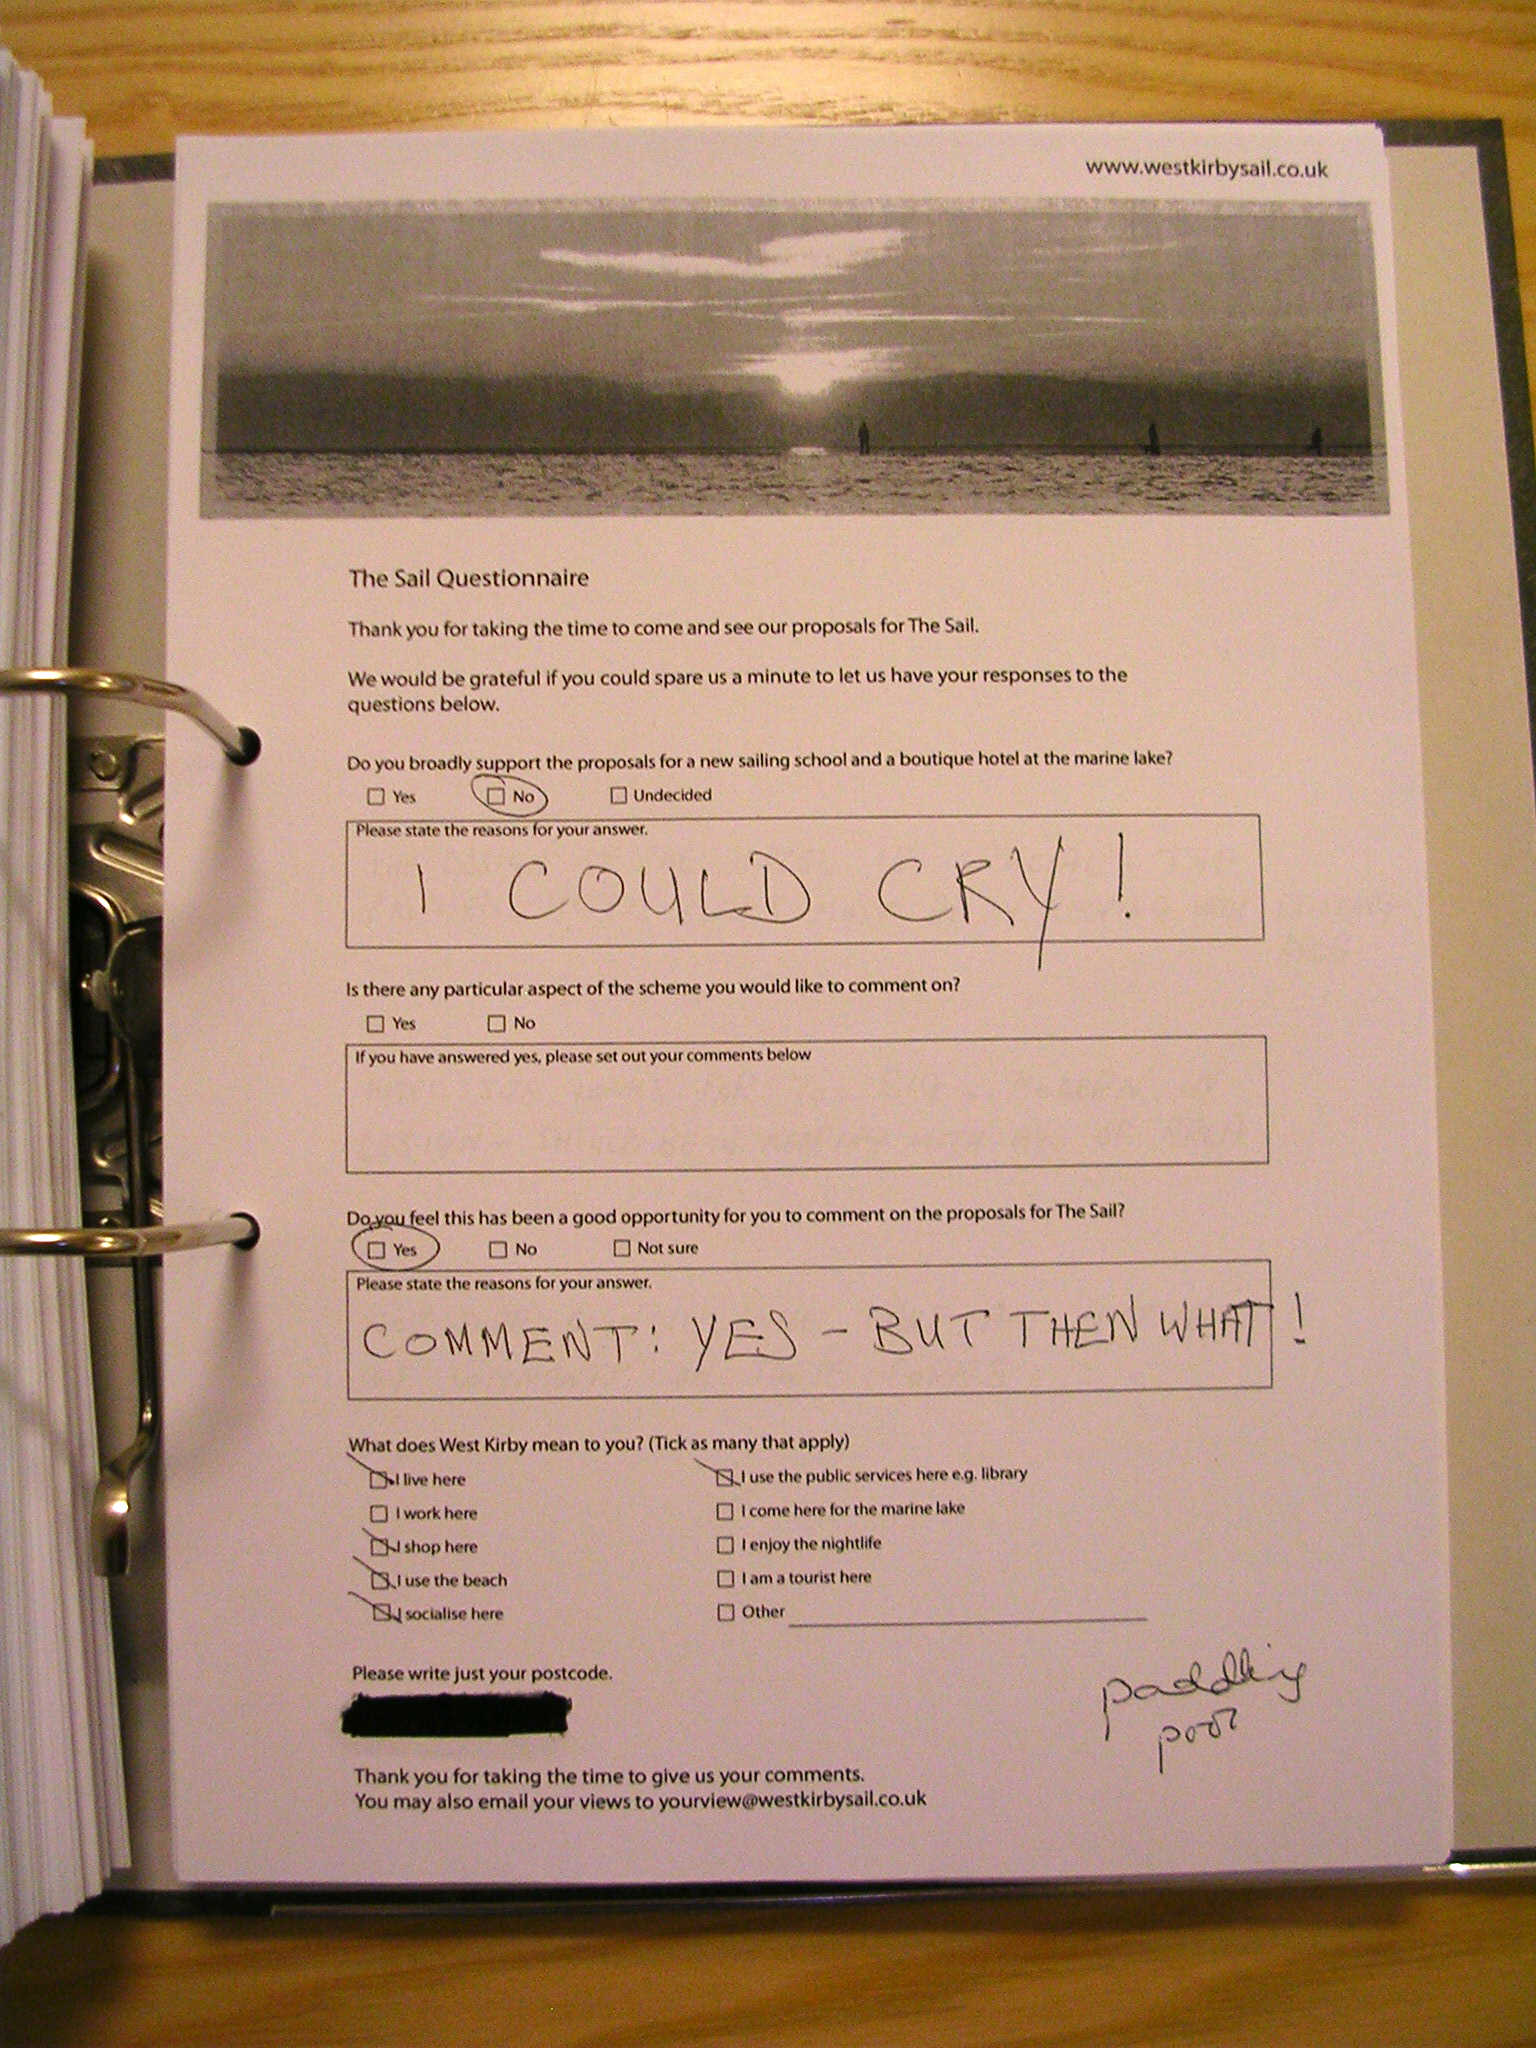 www.westkirbysail.co.uk
The Sail Questionnaire
Thank you for taking the time to come and see our proposals for The Sail.
We would be grateful if you could spare us a minute to let us have your responses to the
questions below.
Do you broadly support the proposals for a new sailing school and a boutique hotel at the marine lake?
Yes No Undecided
Please state the reasons for your answer.
I COULD CRY!
Is there any particular aspect of the scheme you would like to comment on?
Yes No
If you have answered yes, please set out your comments below
Do you feel this has been a good opportunity for you to comment on the proposals for The Sail?
Yes No Not sure
Please state the reasons for your answer.
COMMENT: YES - BUT THEN WHAT!
What does West Kirby mean to you? (Tick as many that apply)
I live here
I work here
I shop here
I use the beach
I socialise here
I use the public services here e.g. library
I come here for the marine lake
I enjoy the nightlife
I am a tourist here
Other
Please write just your postcode.
paddling
pool
Thank you for taking the time to give us your comments.
You may also email your views to yourview@westkirbysail.co.uk